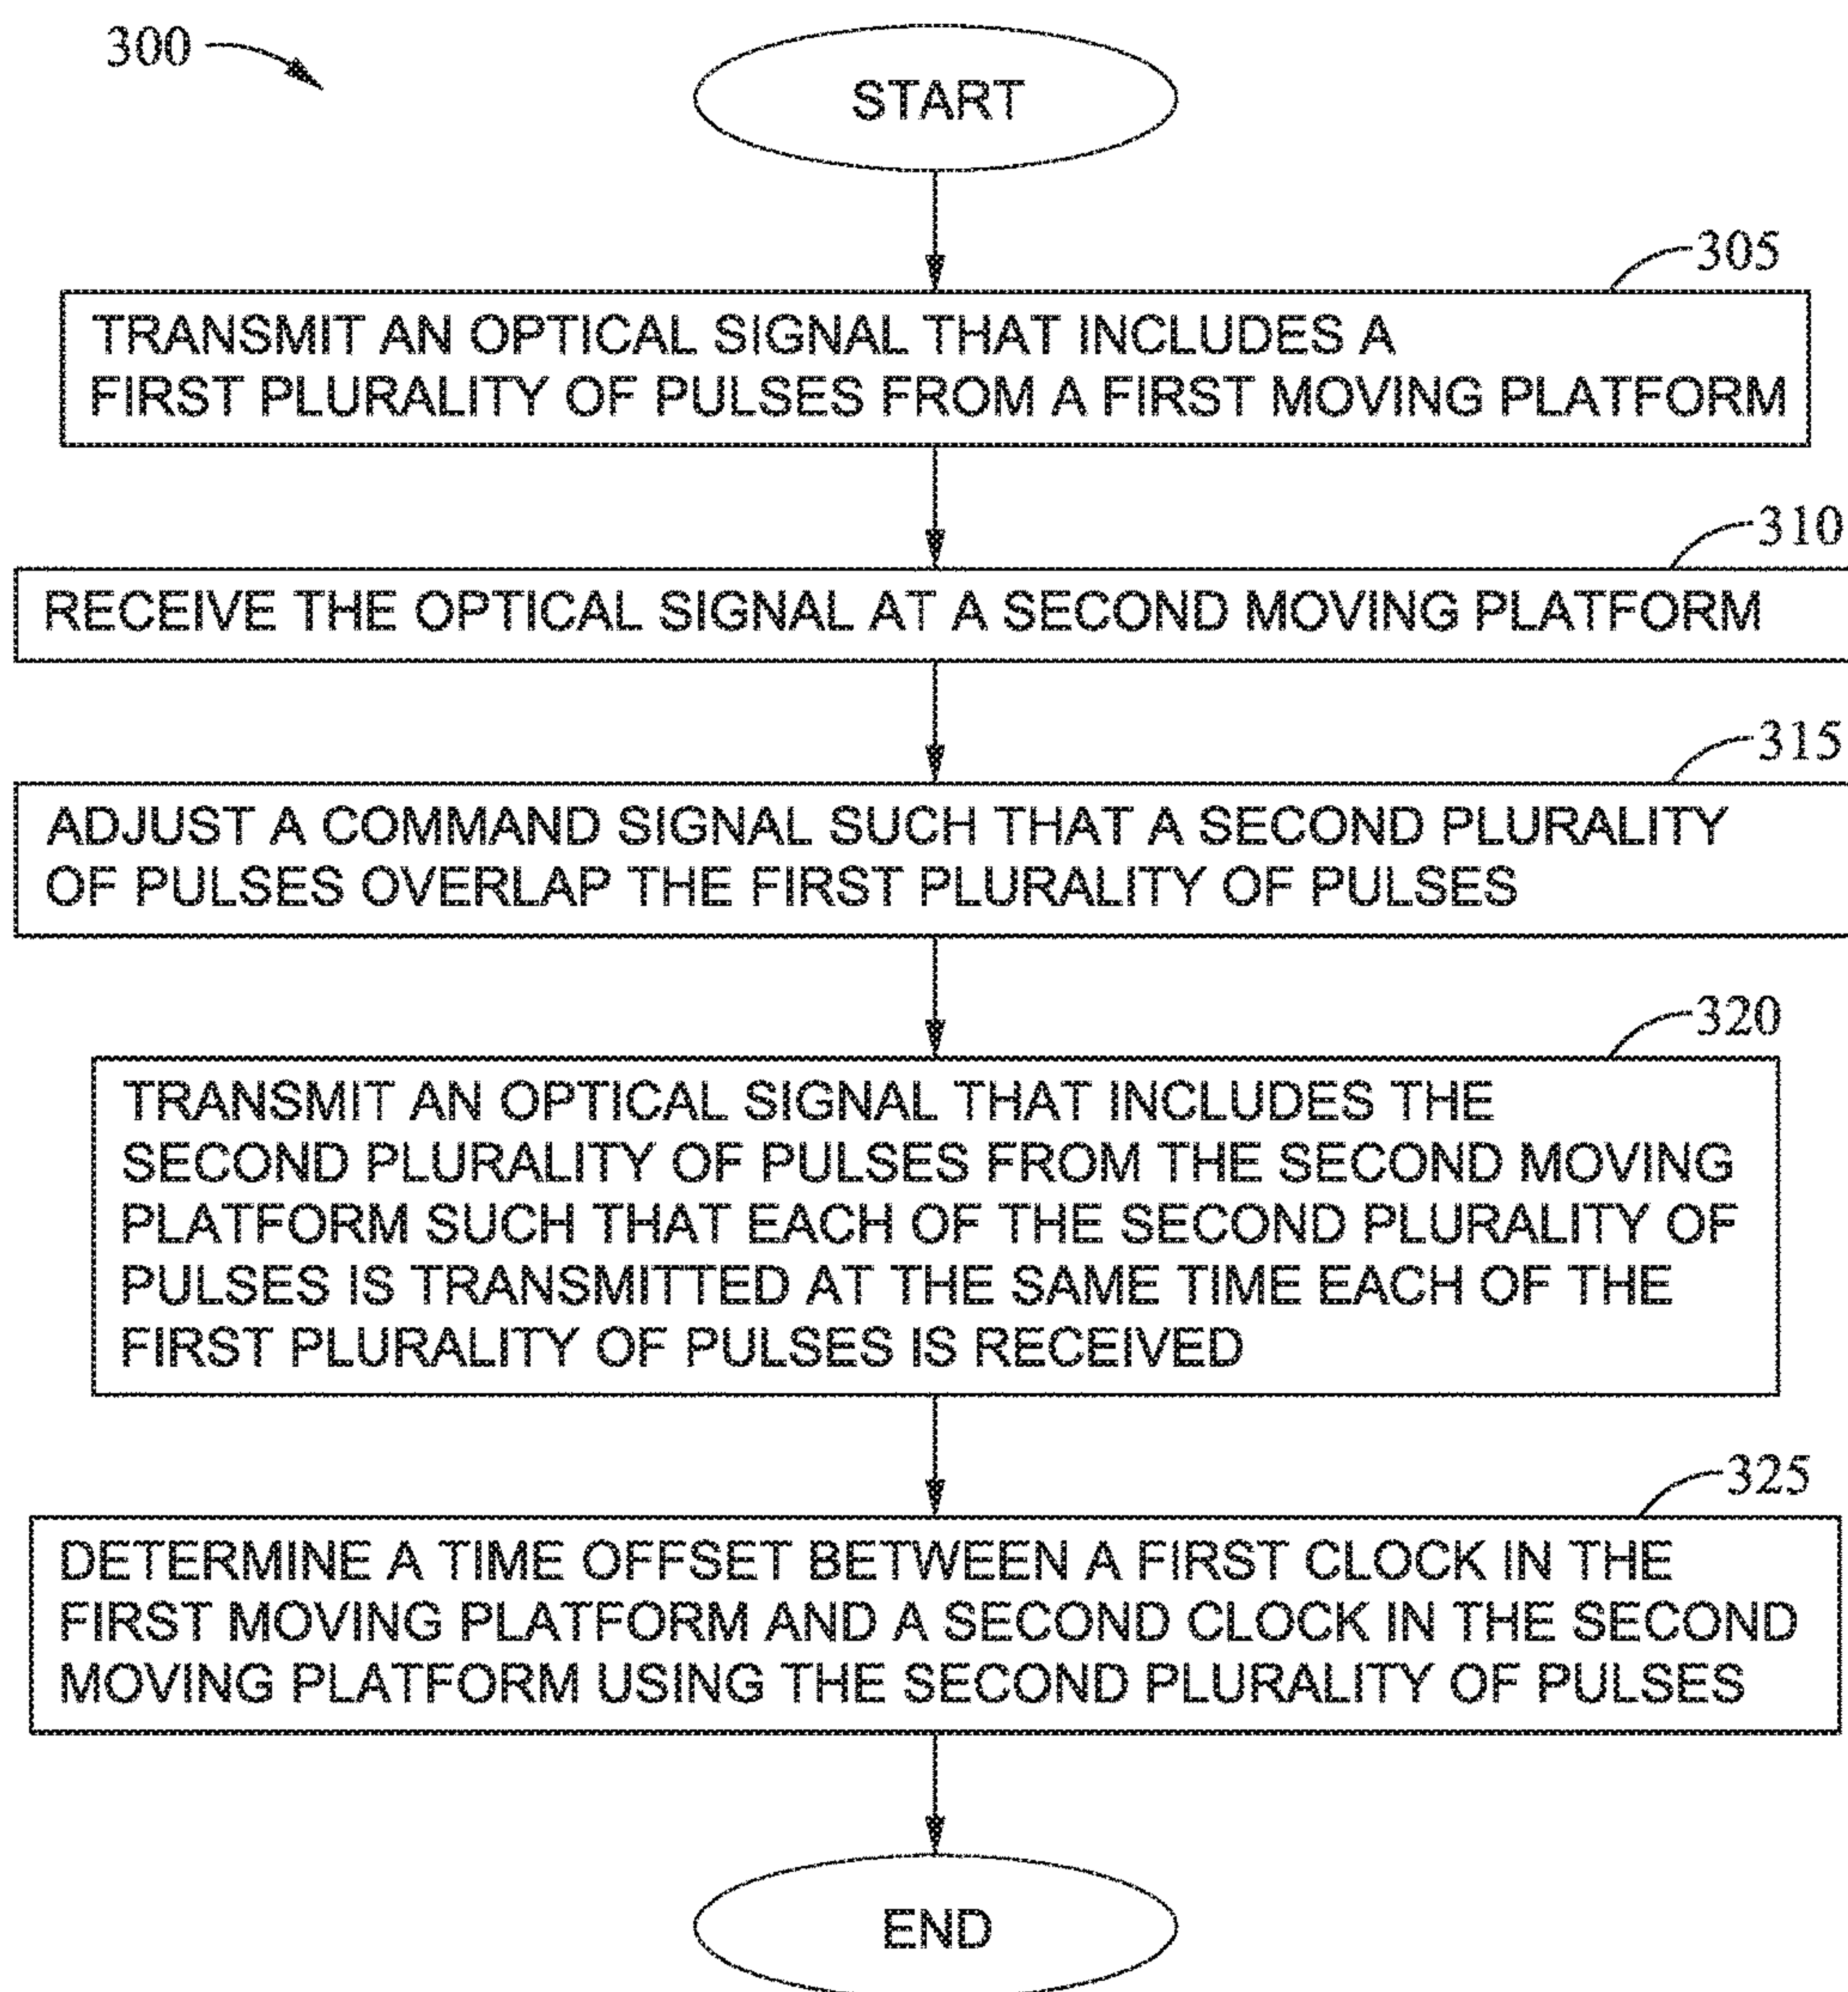 300
START
305
TRANSMIT AN OPTICAL SIGNAL THAT INCLUDES A
FIRST PLURALITY OF PULSES FROM A FIRST MOVING PLATFORM
310
RECEIVE THE OPTICAL SIGNAL AT A SECOND MOVING PLATFORM
315
ADJUST A COMMAND SIGNAL SUCH THAT A SECOND PLURALITY
OF PULSES OVERLAP THE FIRST PLURALITY OF PULSES
320
TRANSMIT AN OPTICAL SIGNAL THAT INCLUDES THE
SECOND PLURALITY OF PULSES FROM THE SECOND MOVING
PLATFORM SUCH THAT EACH OF THE SECOND PLURALITY OF
PULSES IS TRANSMITTED AT THE SAME TIME EACH OF THE
FIRST PLURALITY OF PULSES IS RECEIVED
325
DETERMINE A TIME OFFSET BETWEEN A FIRST CLOCK IN THE
FIRST MOVING PLATFORM AND A SECOND CLOCK IN THE SECOND
MOVING PLATFORM USING THE SECOND PLURALITY OF PULSES
END